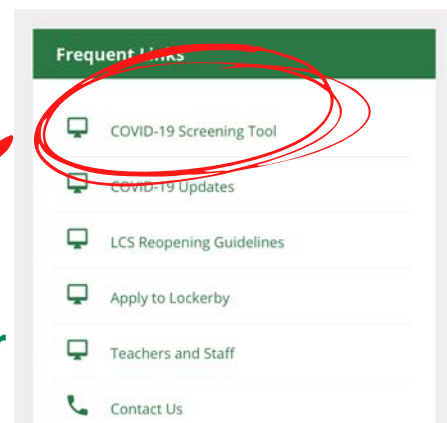 Frequent Links
COVID-19 Screening Tool
COVID-19 Updates
LCS Reopening Guidelines
Apply to Lockerby
Teachers and Staff
Contact Us